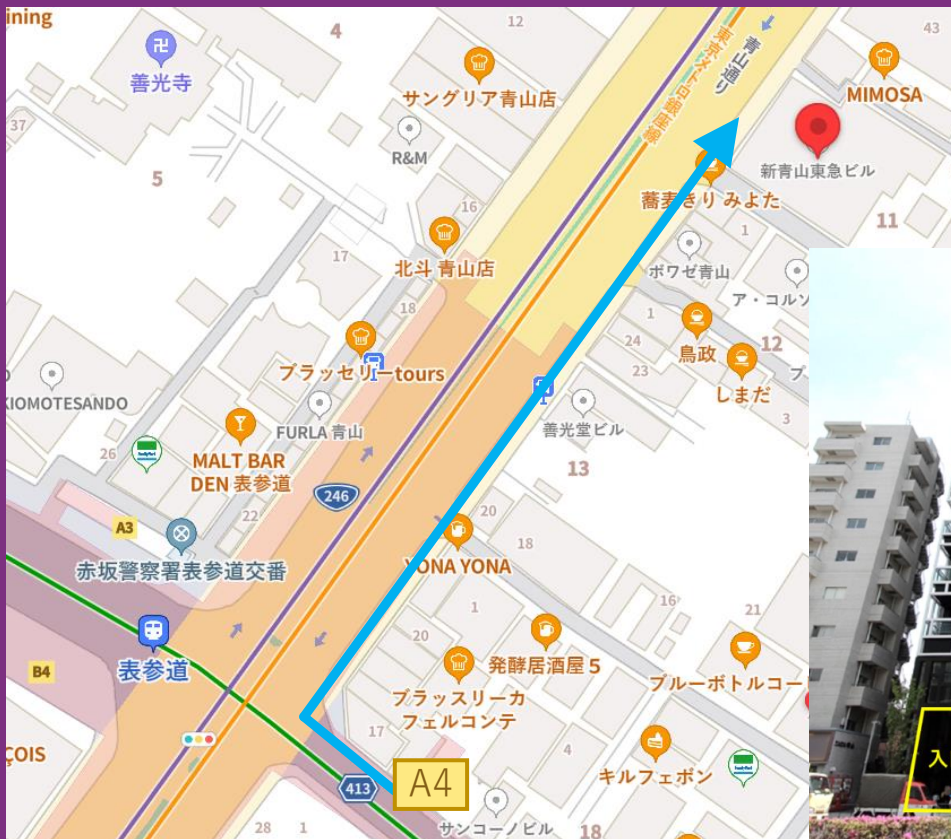 ining
4
12
43
卍
善光寺
サングリア青山店
青山通り
東京メトロ銀座線
MIMOSA
37
R&M
5
新青山東急ビル
蕎麦きり みよた
16
11
北斗 青山店
17
1
ボワゼ青山
ア・コルソ
18
1
24
鳥政
12
プ
ブラッセリーtours
23
しまだ
KIOMOTESANDO
FURLA 青山
善光堂ビル
3
26
MALT BAR
DEN 表参道
13
246
20
A3
22
YONA YONA
18
赤坂警察署表参道交番
16
21
1
表参道
20
発酵居酒屋５
B4
ブラッスリーカ
フェルコンテ
ブルーボトルコー
17
入
ÇOIS
4
キルフェボン
413
A4
サンコーノビル
18
28
1